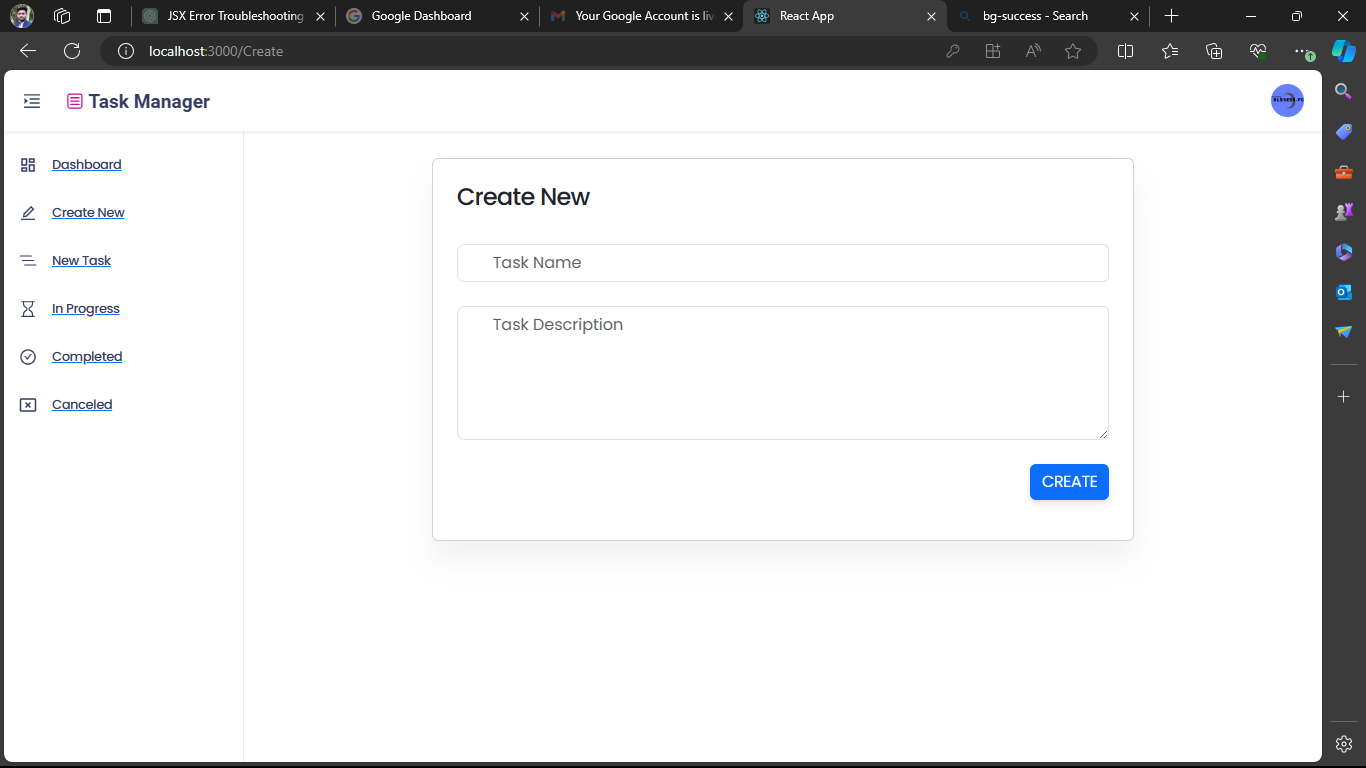 JSX Error Troubleshooting
Google Dashboard
Your Google Account is liv
React App
bg-success - Search
localhost:3000/Create
Task Manager
Dashboard
Create New
New Task
In Progress
Completed
Canceled
Create New
Task Name
Task Description
CREATE